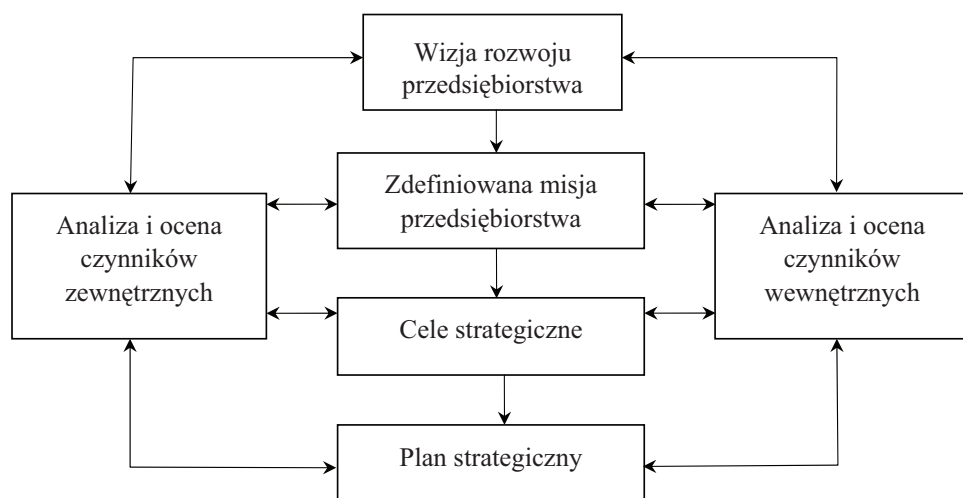 Wizja rozwoju
przedsiębiorstwa
Zdefiniowana misja
przedsiębiorstwa
Analiza i ocena
czynników
zewnętrznych
Analiza i ocena
czynników
wewnętrznych
Cele strategiczne
Plan strategiczny